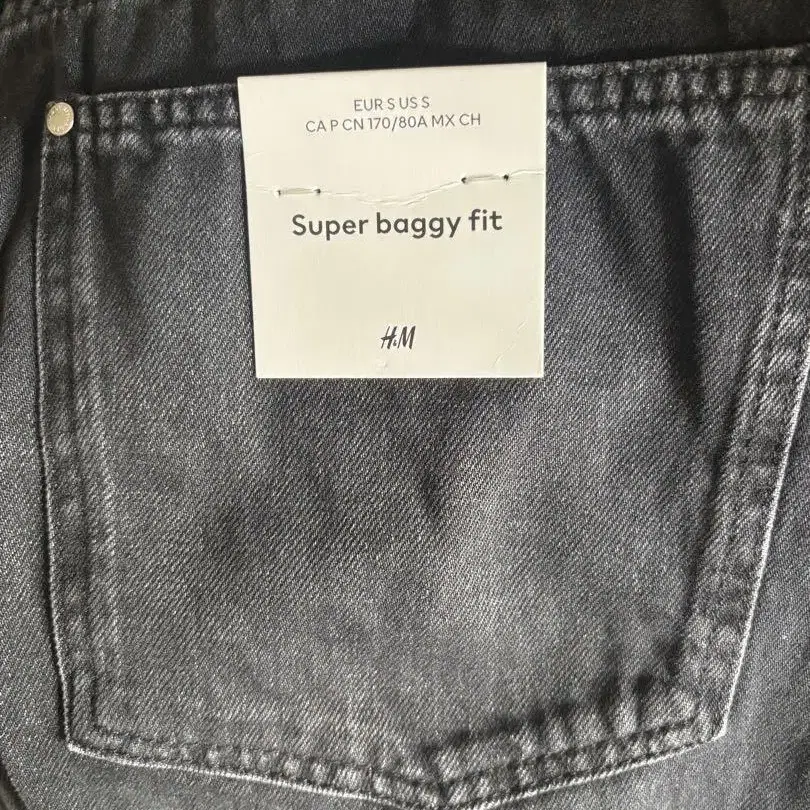 EUR S US S
CA P CN 170/80A MX CH
Super baggy fit
H&M